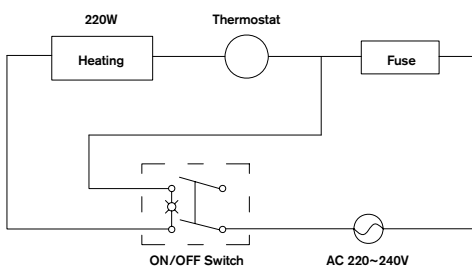 220W
Thermostat
Heating
Fuse
ON/OFF Switch
AC 220~240V